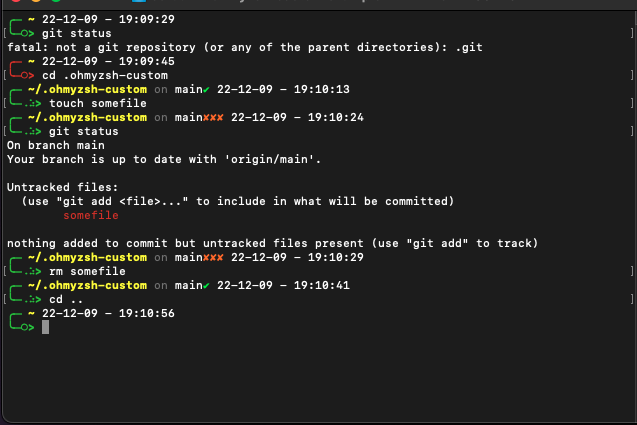 ~ 22-12-09 - 19:09:29
git status
fatal: not a git repository (or any of the parent directories): .git
~ 22-12-09 - 19:09:45
cd .ohmyzsh-custom
~/.ohmyzsh-custom on main✔ 22-12-09 - 19:10:13
touch somefile
~/.ohmyzsh-custom on main✘✘✘ 22-12-09 - 19:10:24
git status
On branch main
Your branch is up to date with 'origin/main'.
Untracked files:
(use "git add <file>..." to include in what will be committed)
somefile
nothing added to commit but untracked files present (use "git add" to track)
~/.ohmyzsh-custom on main✘✘✘ 22-12-09 - 19:10:29
rm somefile
~/.ohmyzsh-custom on main✔ 22-12-09 - 19:10:41
cd ..
~ 22-12-09 - 19:10:56